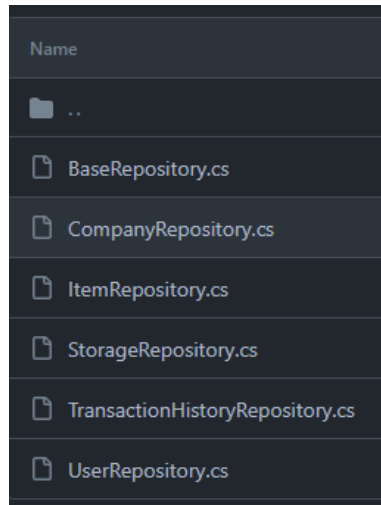 Name
..
BaseRepository.cs
CompanyRepository.cs
ItemRepository.cs
StorageRepository.cs
TransactionHistoryRepository.cs
UserRepository.cs